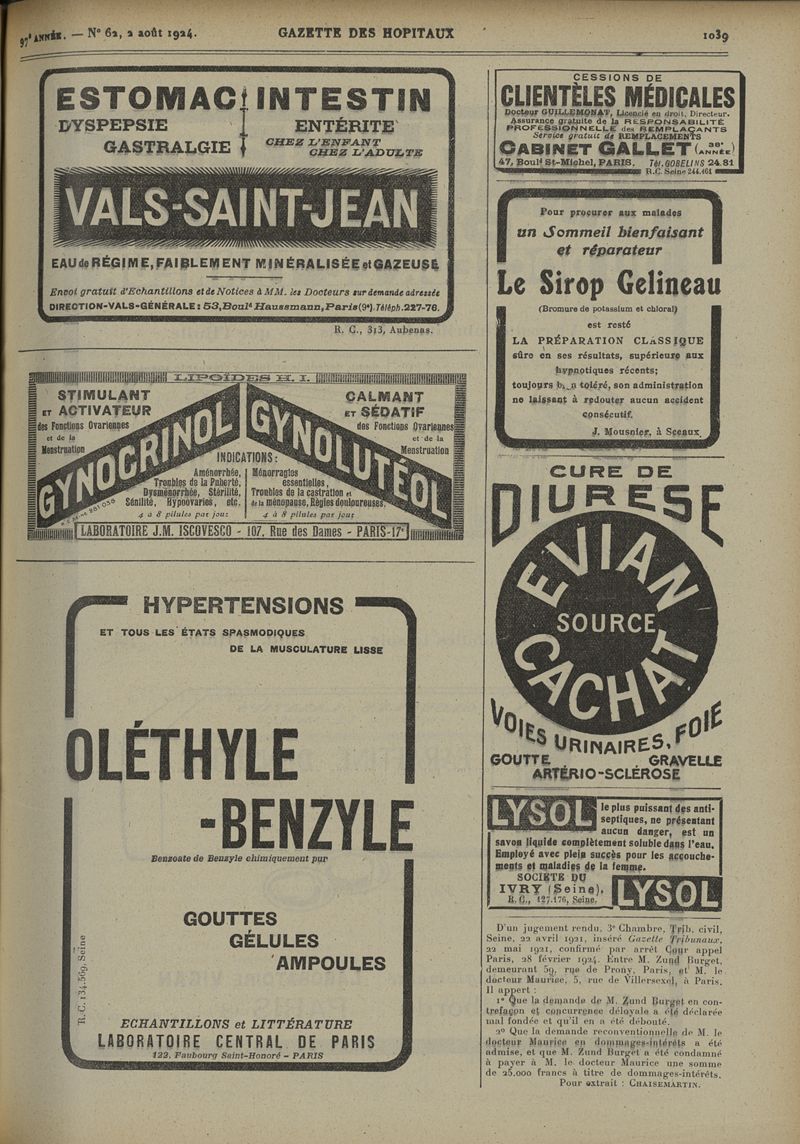 97e ANNÉE. — N° 62, 2 août 1924.
GAZETTE DES HOPITAUX
1039
ESTOMAC INTESTIN
DYSPEPSIE ENTÉRITE
GASTRALGIE CHEZ L'ENFANT
CHEZ L'ADULTE
VALS-SAINT-JEAN
EAU de RÉGIME, FAIBLEMENT MINÉRALISÉE et GAZEUSE
Envoi gratuit d'Echantillons et de Notices à MM. les Docteurs sur demande adressée
DIRECTION-VALS-GÉNÉRALE : 53, Boult Haussmann, Paris (9e). Téléph. 227-76.
R. C., 313, Aubenas.
LIPOÏDES H. I.
STIMULANT
ET ACTIVATEUR
des Fonctions Ovariennes
et de la
Menstruation
GYNOCRINOL
CALMANT
ET SÉDATIF
des Fonctions Ovariennes
et de la
Menstruation
GYNOLUTÉOL
INDICATIONS :
Aménorrhée,
Troubles de la Puberté,
Dysménorrhée, Stérilité,
Sénilité, Hypoovaries, etc.
4 à 8 pilules par jour
Ménorragies
essentielles,
Troubles de la castration et
de la ménopause, Règles douloureuses.
4 à 8 pilules par jour
LABORATOIRE J.M. ISCOVESCO - 107, Rue des Dames - PARIS-17e
HYPERTENSIONS
ET TOUS LES ÉTATS SPASMODIQUES
DE LA MUSCULATURE LISSE
OLÉTHYLE
-BENZYLE
Benzoate de Benzyle chimiquement pur
GOUTTES
GÉLULES
AMPOULES
R. C. 134.569, Seine
ECHANTILLONS et LITTÉRATURE
LABORATOIRE CENTRAL DE PARIS
122, Faubourg Saint-Honoré — PARIS
CESSIONS DE
CLIENTÈLES MÉDICALES
Docteur GUILLEMONAT, Licencié en droit, Directeur.
Assurance gratuite de la RESPONSABILITÉ
PROFESSIONNELLE des REMPLAÇANTS
Service gratuit de REMPLACEMENTS
CABINET GALLET (38e ANNÉE)
47, Boult St-Michel, PARIS. Tél. GOBELINS 24.81
R.C. Seine 244.161
Pour procurer aux malades
un Sommeil bienfaisant
et réparateur
Le Sirop Gelineau
(Bromure de potassium et chloral)
est resté
LA PRÉPARATION CLASSIQUE
sûre en ses résultats, supérieure aux
hypnotiques récents;
toujours bien toléré, son administration
ne laissant à redouter aucun accident
consécutif.
J. Mousnier, à Sceaux.
CURE DE
DIURESE
EVIAN
SOURCE
CACHAT
VOIES URINAIRES, FOIE
GOUTTE GRAVELLE
ARTÉRIO-SCLÉROSE
LYSOL
le plus puissant des anti-
septiques, ne présentant
aucun danger, est un
savon liquide complètement soluble dans l'eau.
Employé avec plein succès pour les accouche-
ments et maladies de la femme.
SOCIÉTÉ DU
IVRY (Seine).
R. C., 127.176, Seine.
LYSOL
D'un jugement rendu, 3e Chambre, Trib. civil,
Seine, 22 avril 1921, inséré Gazette Tribunaux,
22 mai 1921, confirmé par arrêt Cour appel
Paris, 28 février 1924. Entre M. Zund Burget,
demeurant 59, rue de Prony, Paris, et M. le
docteur Maurice, 5, rue de Villersexel, à Paris.
Il appert :
1° Que la demande de M. Zund Burget en con-
trefaçon et concurrence déloyale a été déclarée
mal fondée et qu'il en a été débouté.
2° Que la demande reconventionnelle de M. le
docteur Maurice en dommages-intérêts a été
admise, et que M. Zund Burget a été condamné
à payer à M. le docteur Maurice une somme
de 25.000 francs à titre de dommages-intérêts.
Pour extrait : CHAISEMARTIN.